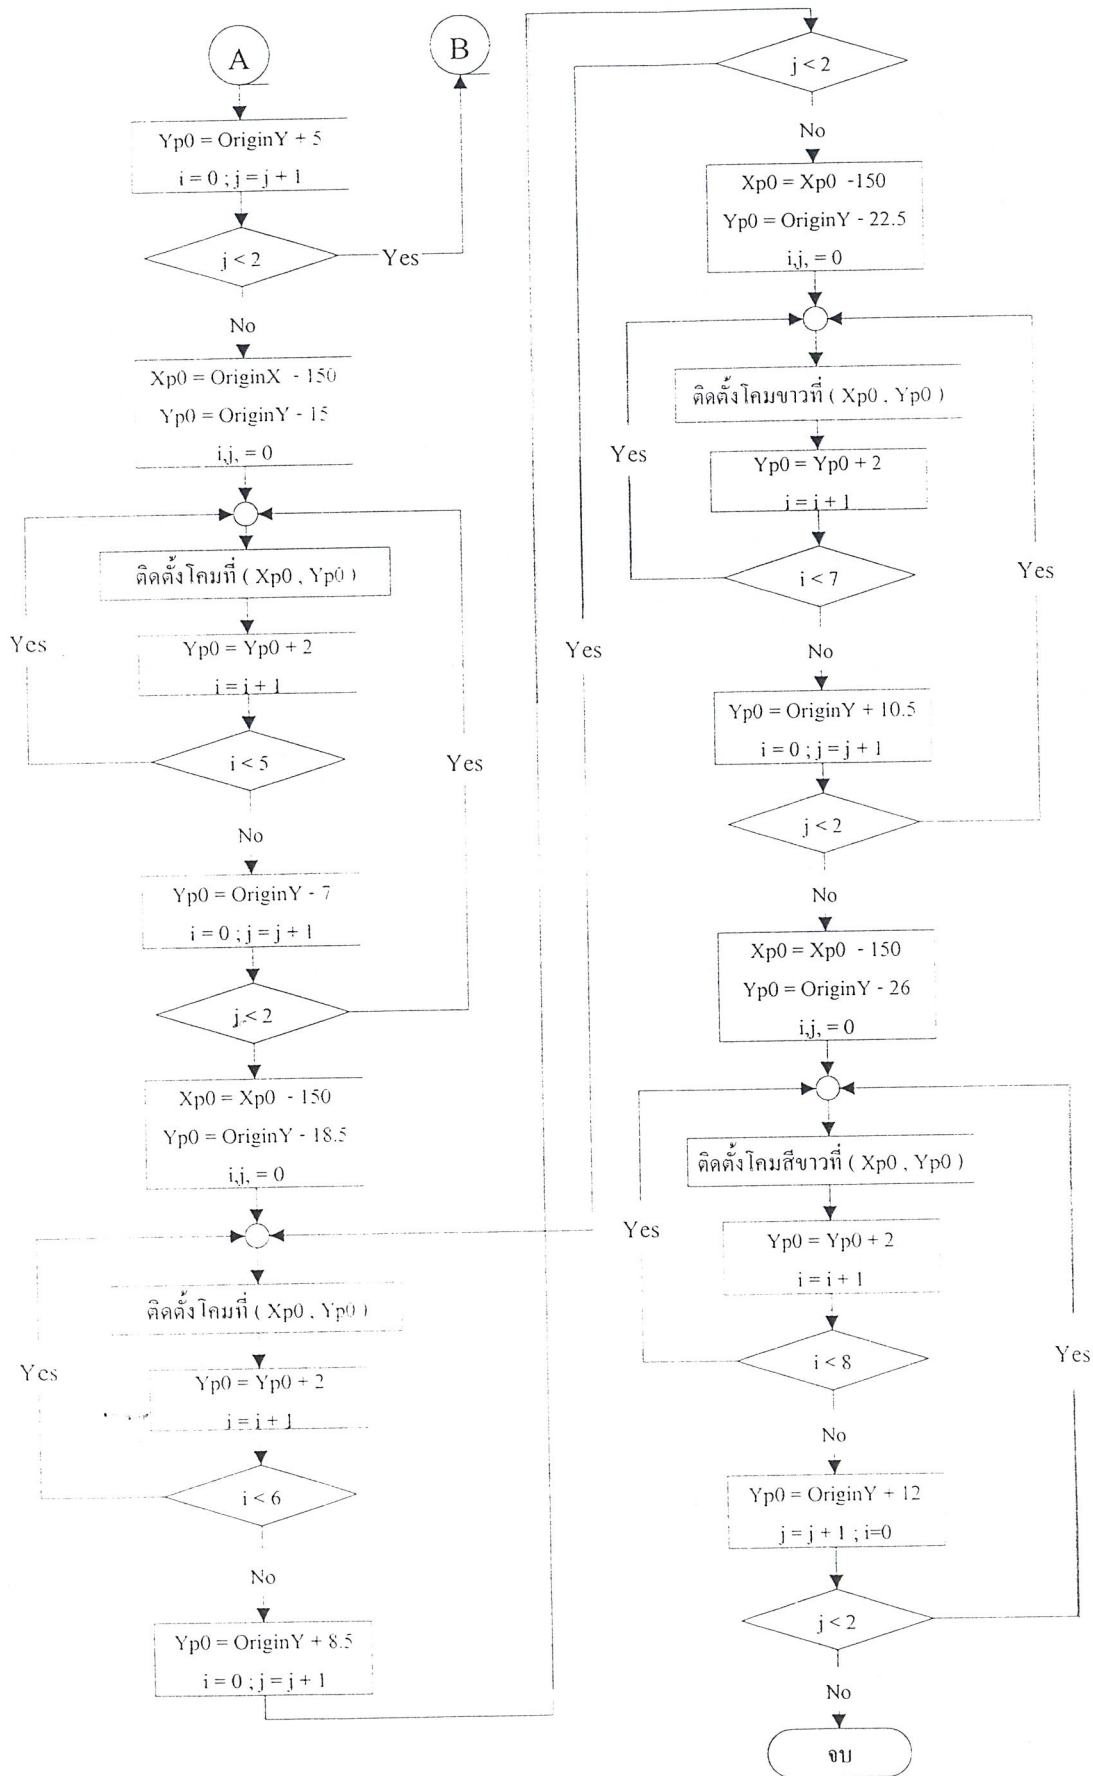 A
Yp0 = OriginY + 5
i = 0 ; j = j + 1
j < 2
Yes
B
No
Xp0 = OriginX - 150
Yp0 = OriginY - 15
i,j, = 0
ติดตั้งโคมที่ ( Xp0 , Yp0 )
Yp0 = Yp0 + 2
i = i + 1
Yes
i < 5
Yes
No
Yp0 = OriginY - 7
i = 0 ; j = j + 1
j < 2
Xp0 = Xp0 - 150
Yp0 = OriginY - 18.5
i,j, = 0
ติดตั้งโคมที่ ( Xp0 , Yp0 )
Yes
Yp0 = Yp0 + 2
i = i + 1
i < 6
No
Yp0 = OriginY + 8.5
i = 0 ; j = j + 1
j < 2
Yes
No
Xp0 = Xp0 -150
Yp0 = OriginY - 22.5
i,j, = 0
ติดตั้งโคมขาวที่ ( Xp0 , Yp0 )
Yes
Yp0 = Yp0 + 2
i = i + 1
i < 7
Yes
No
Yp0 = OriginY + 10.5
i = 0 ; j = j + 1
j < 2
No
Xp0 = Xp0 - 150
Yp0 = OriginY - 26
i,j, = 0
ติดตั้งโคมสีขาวที่ ( Xp0 , Yp0 )
Yes
Yp0 = Yp0 + 2
i = i + 1
i < 8
Yes
No
Yp0 = OriginY + 12
j = j + 1 ; i=0
j < 2
No
จบ